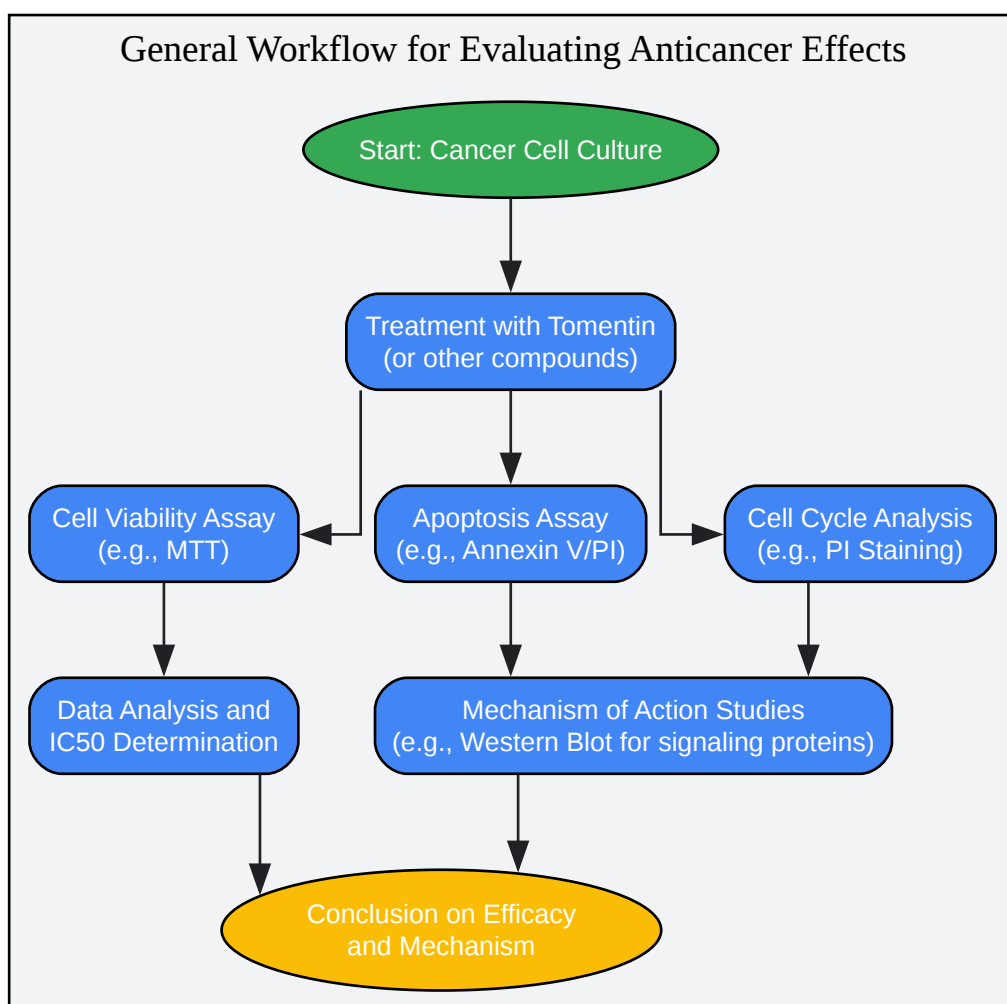 General Workflow for Evaluating Anticancer Effects
Start: Cancer Cell Culture
Treatment with Tomentin
(or other compounds)
Cell Viability Assay
(e.g., MTT)
Apoptosis Assay
(e.g., Annexin V/PI)
Cell Cycle Analysis
(e.g., PI Staining)
Data Analysis and
IC50 Determination
Mechanism of Action Studies
(e.g., Western Blot for signaling proteins)
Conclusion on Efficacy
and Mechanism